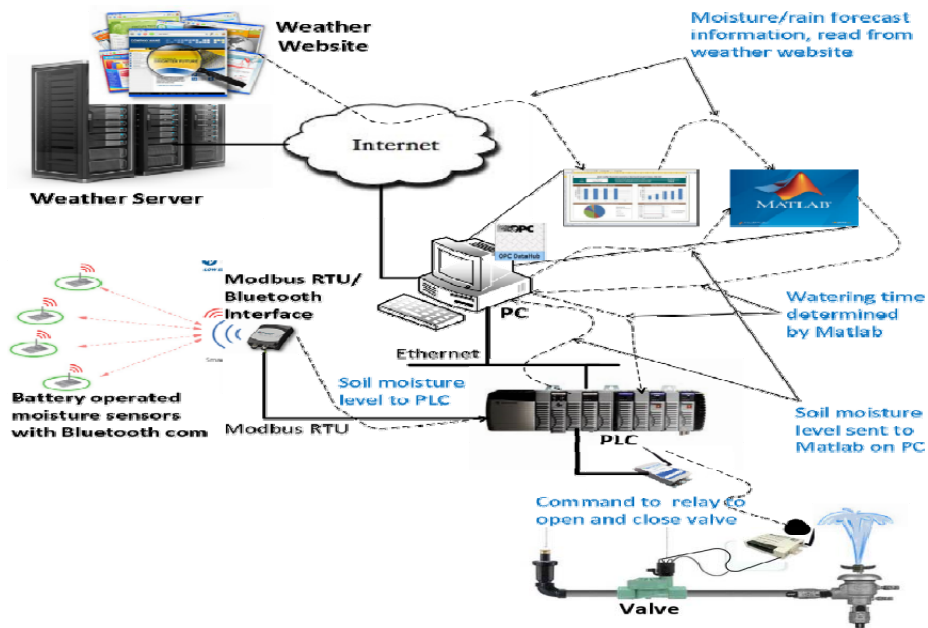 Weather
Website
Moisture/rain forecast
information, read from
weather website
Internet
Weather Server
MATLAB
OPC
OPC DataHub
Modbus RTU/
Bluetooth
Interface
PC
Watering time
determined
by Matlab
Ethernet
Battery operated
moisture sensors
with Bluetooth com
Soil moisture
level to PLC
Modbus RTU
PLC
Soil moisture
level sent to
Matlab on PC
Command to relay to
open and close valve
Valve